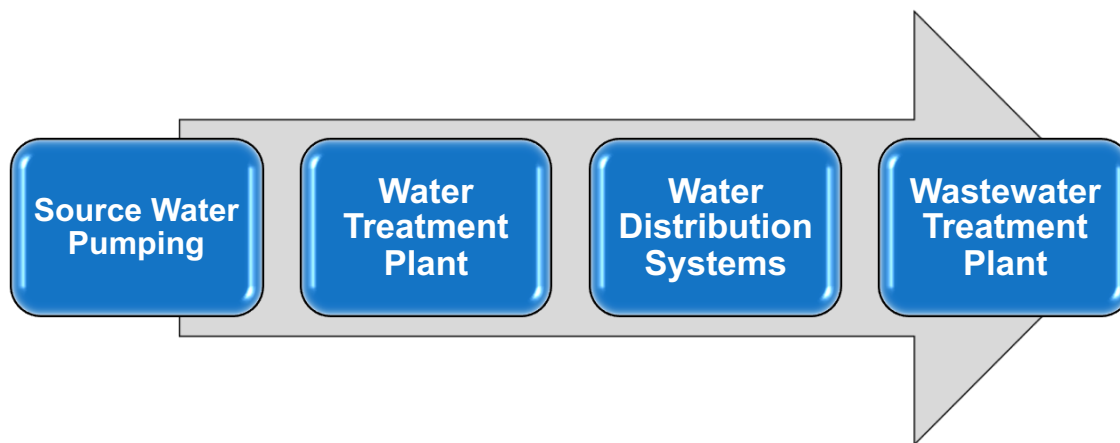 Source Water
Pumping
Water
Treatment
Plant
Water
Distribution
Systems
Wastewater
Treatment
Plant